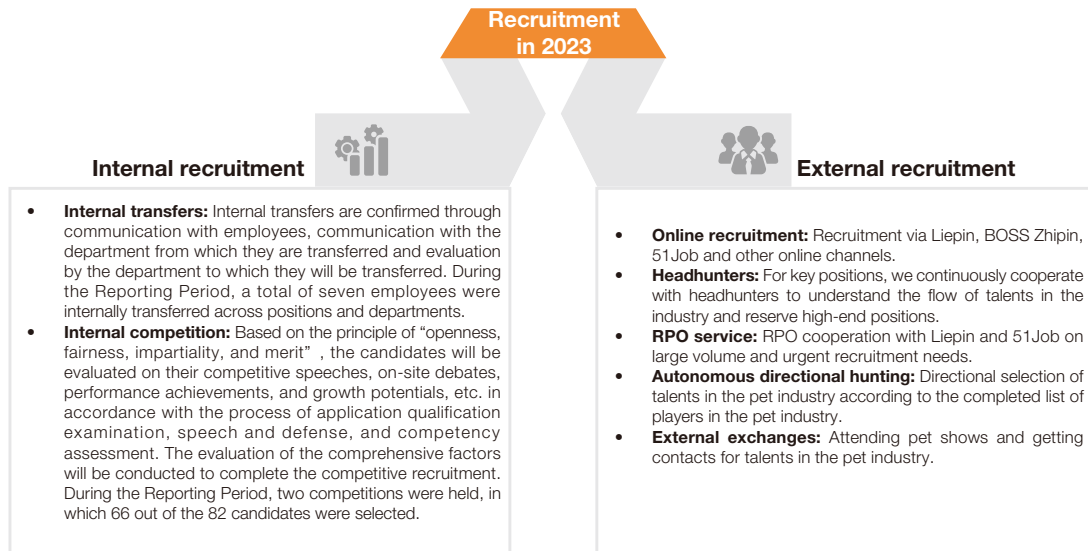 Recruitment
in 2023
Internal recruitment
• Internal transfers: Internal transfers are confirmed through
communication with employees, communication with the
department from which they are transferred and evaluation
by the department to which they will be transferred. During
the Reporting Period, a total of seven employees were
internally transferred across positions and departments.
• Internal competition: Based on the principle of “openness,
fairness, impartiality, and merit” , the candidates will be
evaluated on their competitive speeches, on-site debates,
performance achievements, and growth potentials, etc. in
accordance with the process of application qualification
examination, speech and defense, and competency
assessment. The evaluation of the comprehensive factors
will be conducted to complete the competitive recruitment.
During the Reporting Period, two competitions were held, in
which 66 out of the 82 candidates were selected.
External recruitment
• Online recruitment: Recruitment via Liepin, BOSS Zhipin,
51Job and other online channels.
• Headhunters: For key positions, we continuously cooperate
with headhunters to understand the flow of talents in the
industry and reserve high-end positions.
• RPO service: RPO cooperation with Liepin and 51Job on
large volume and urgent recruitment needs.
• Autonomous directional hunting: Directional selection of
talents in the pet industry according to the completed list of
players in the pet industry.
• External exchanges: Attending pet shows and getting
contacts for talents in the pet industry.